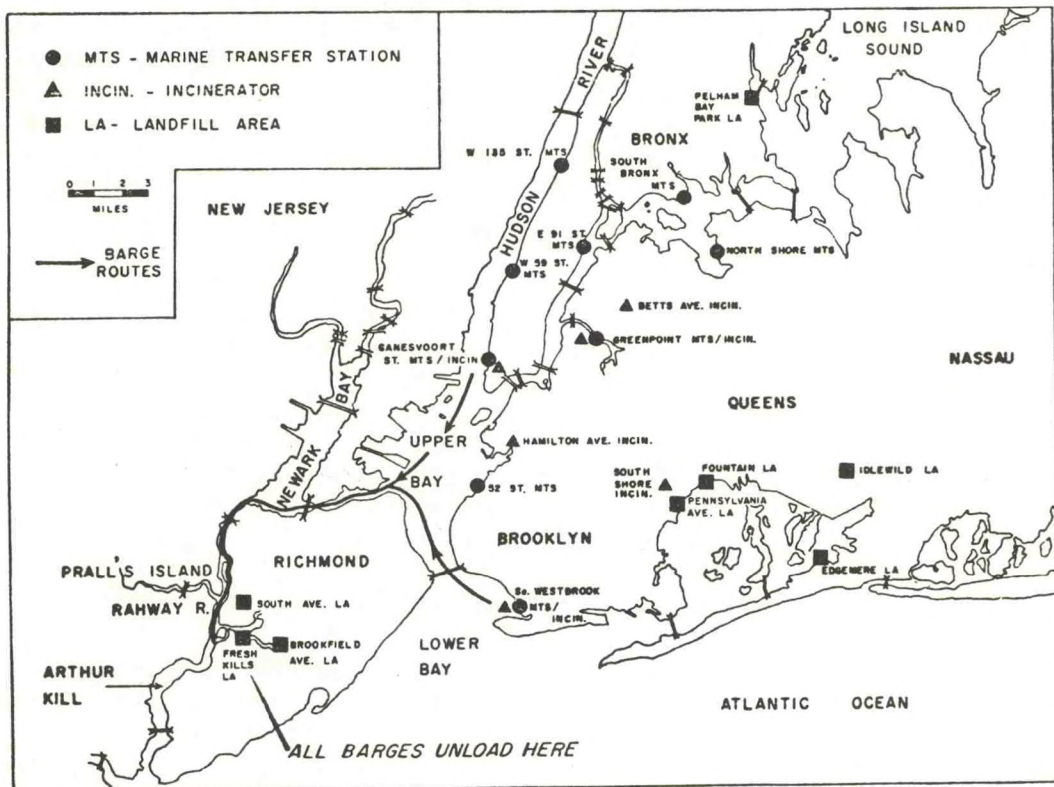 MTS - MARINE TRANSFER STATION
INCIN. - INCINERATOR
LA- LANDFILL AREA
0 1 2 3
MILES
BARGE
ROUTES
NEW JERSEY
LONG ISLAND
SOUND
HUDSON
RIVER
PELHAM
BAY
PARK LA
BRONX
W 135 ST. MTS
SOUTH
BRONX
MTS
E 91 ST.
MTS
W 59 ST.
MTS
NORTH SHORE MTS
BETTS AVE. INCIN.
GREENPOINT MTS/INCIN.
GANESVOORT
ST. MTS/INCIN
NASSAU
QUEENS
NEWARK
BAY
UPPER
BAY
HAMILTON AVE. INCIN.
52 ST. MTS
SOUTH
SHORE
INCIN.
FOUNTAIN LA
PENNSYLVANIA
AVE. LA
IDLEWILD LA
EDGEMERE LA
BROOKLYN
RICHMOND
PRALL'S ISLAND
RAHWAY R.
SOUTH AVE. LA
FRESH
KILLS
LA
BROOKFIELD
AVE. LA
So. WESTBROOK
MTS/
INCIN.
LOWER
BAY
ARTHUR
KILL
ATLANTIC OCEAN
ALL BARGES UNLOAD HERE